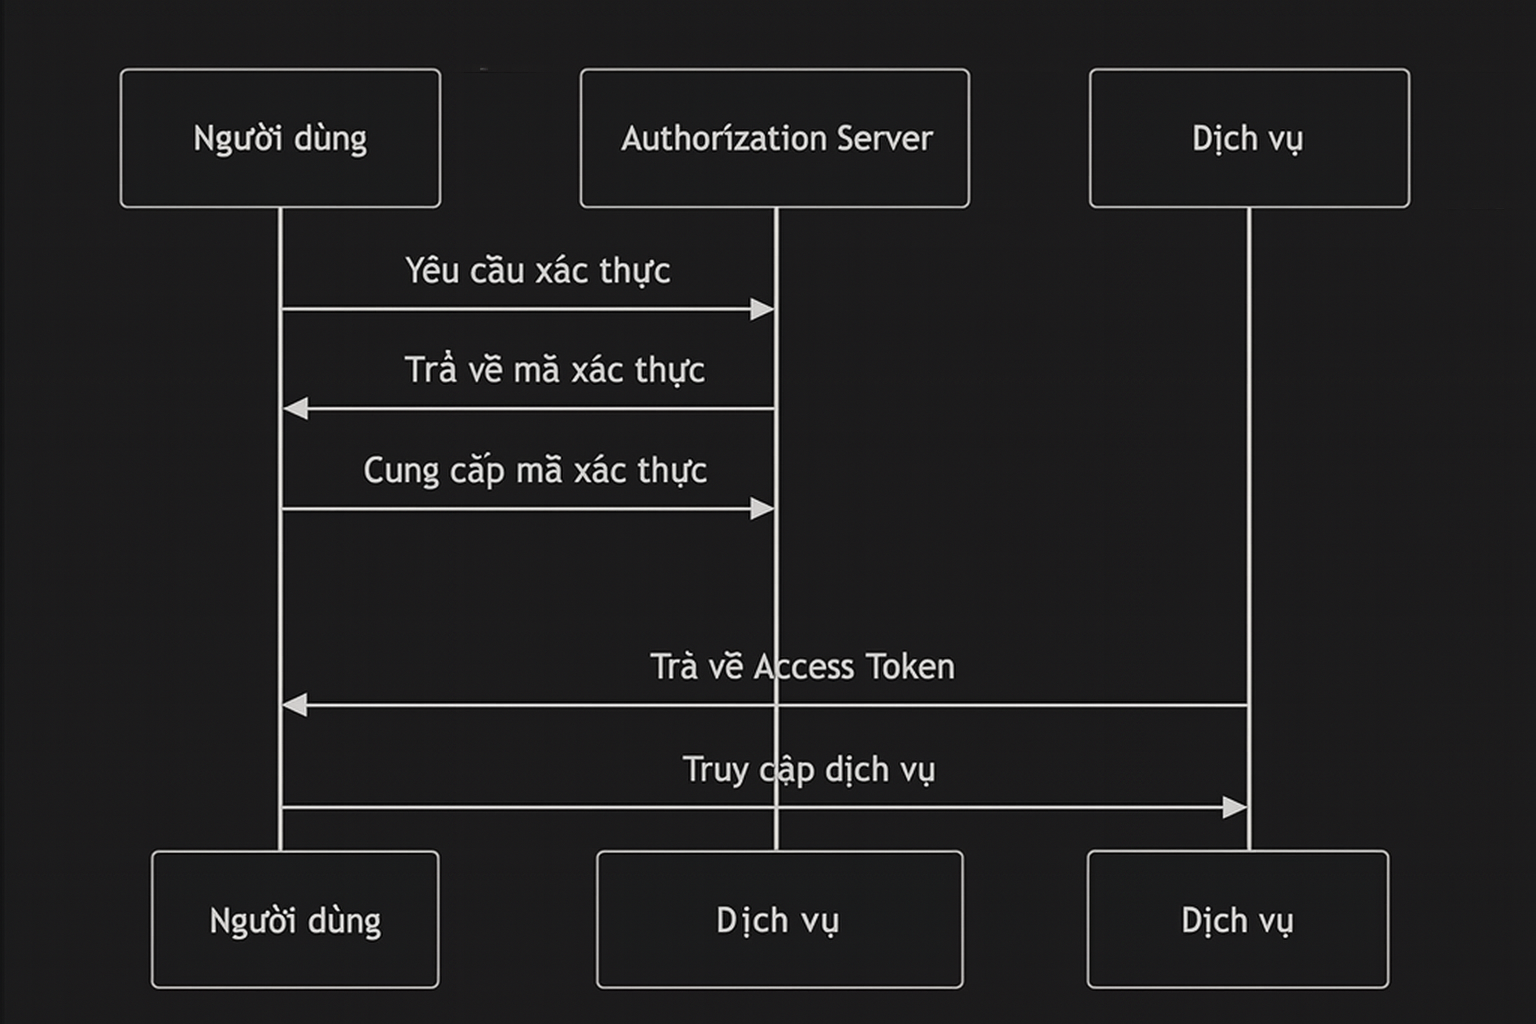 Người dùng
Authorízation Server
Dịch vụ
Yêu cầu xác thực
Trả về mã xác thực
Cung cấp mã xác thực
Trả về Access Token
Truy cập dịch vụ
Người dùng
Dịch vụ
Dịch vụ